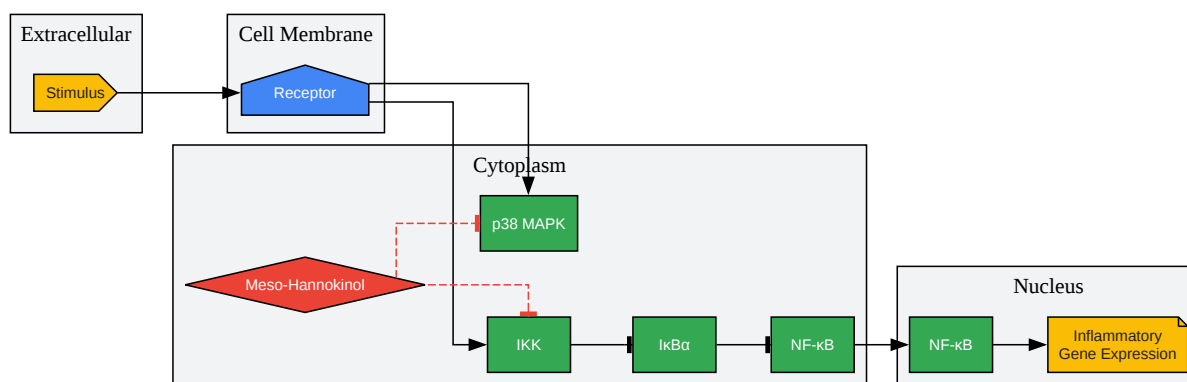 Extracellular
Cell Membrane
Stimulus
Receptor
Cytoplasm
p38 MAPK
Meso-Hannokinol
Nucleus
IKK
IκBα
NF-κB
NF-κB
Inflammatory
Gene Expression